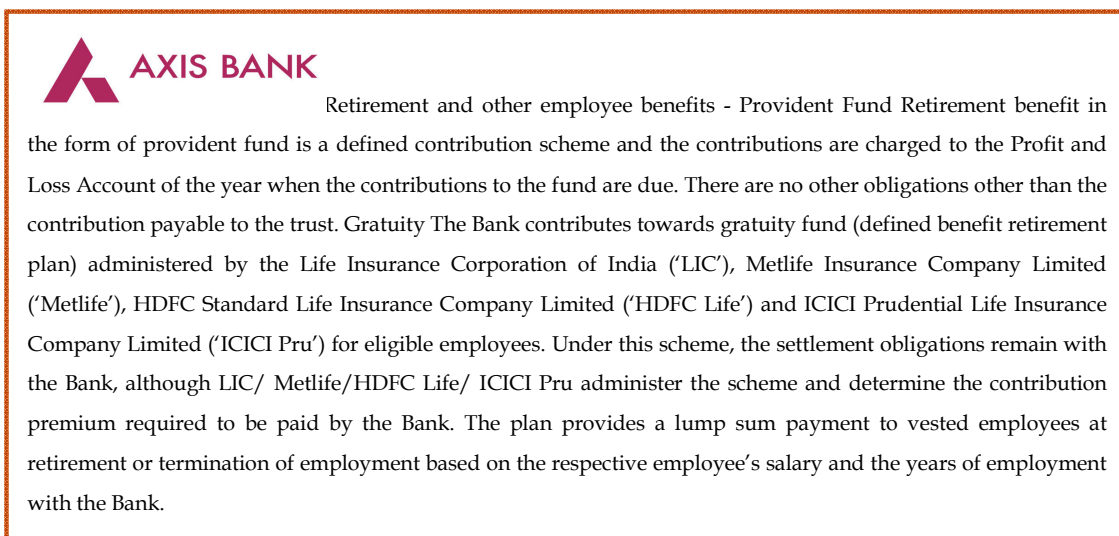 AXIS BANK
Retirement and other employee benefits - Provident Fund Retirement benefit in
the form of provident fund is a defined contribution scheme and the contributions are charged to the Profit and
Loss Account of the year when the contributions to the fund are due. There are no other obligations other than the
contribution payable to the trust. Gratuity The Bank contributes towards gratuity fund (defined benefit retirement
plan) administered by the Life Insurance Corporation of India (‘LIC’), Metlife Insurance Company Limited
(‘Metlife’), HDFC Standard Life Insurance Company Limited (‘HDFC Life’) and ICICI Prudential Life Insurance
Company Limited (‘ICICI Pru’) for eligible employees. Under this scheme, the settlement obligations remain with
the Bank, although LIC/ Metlife/HDFC Life/ ICICI Pru administer the scheme and determine the contribution
premium required to be paid by the Bank. The plan provides a lump sum payment to vested employees at
retirement or termination of employment based on the respective employee’s salary and the years of employment
with the Bank.